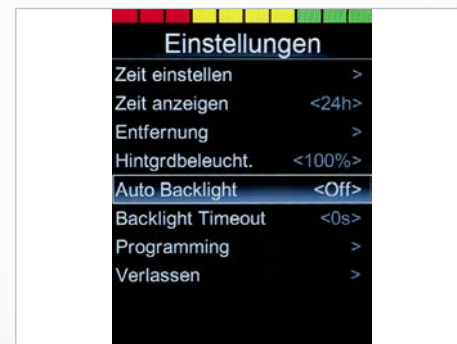 Einstellungen
Zeit einstellen >
Zeit anzeigen <24h>
Entfernung >
Hintgrdbeleucht. <100%>
Auto Backlight <Off>
Backlight Timeout <0s>
Programming >
Verlassen >